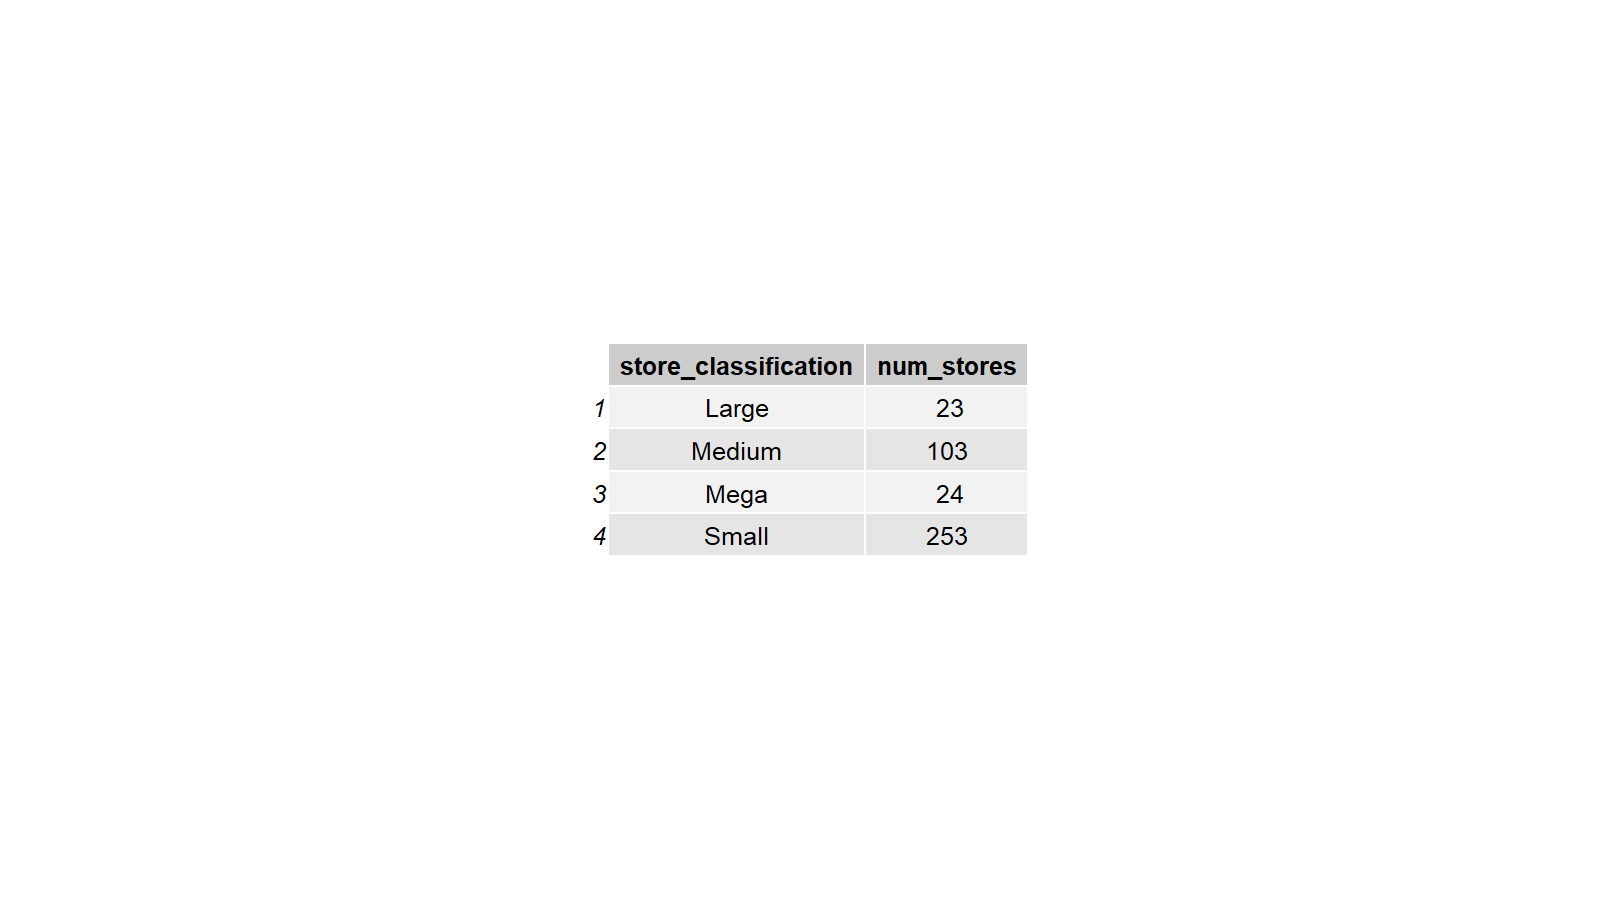 store_classification num_stores
1 Large 23
2 Medium 103
3 Mega 24
4 Small 253